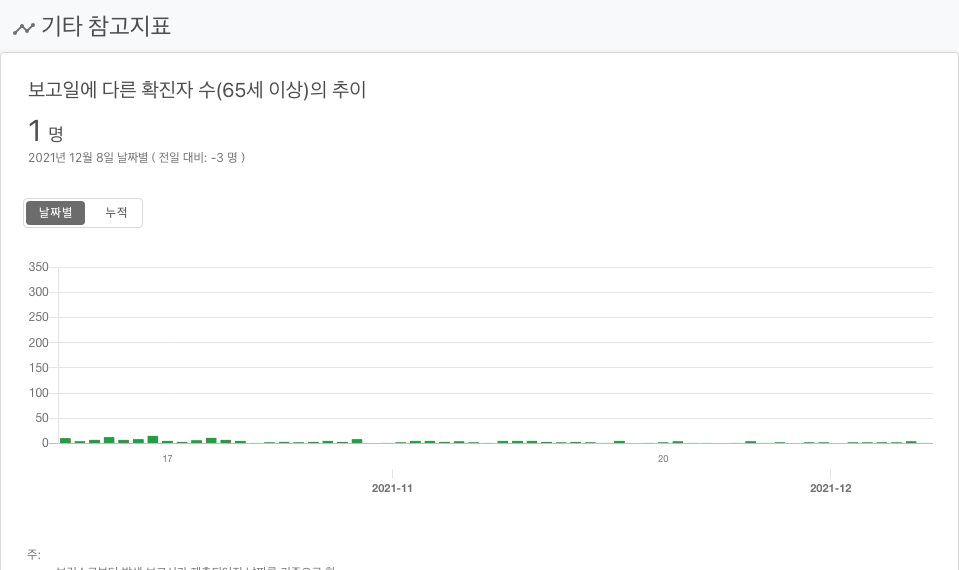 기타 참고지표
보고일에 다른 확진자 수(65세 이상)의 추이
1 명
2021년 12월 8일 날짜별 ( 전일 대비: -3 명 )
날짜별 누적
350
300
250
200
150
100
50
0
17 20
2021-11 2021-12
주: